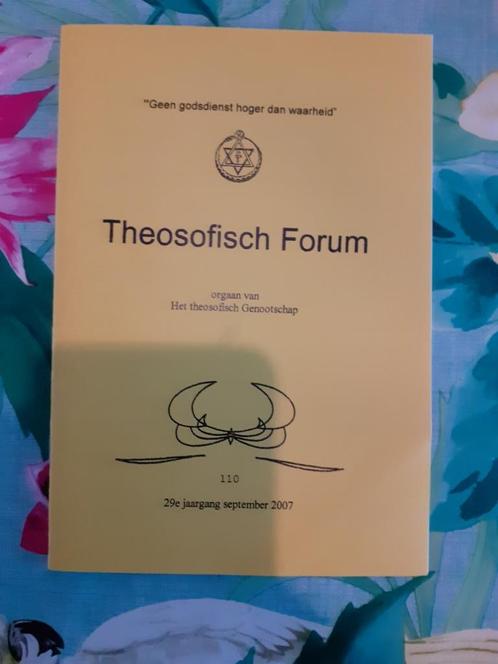 "Geen godsdienst hoger dan waarheid"
Theosofisch Forum
orgaan van
Het theosofisch Genootschap
110
29e jaargang september 2007